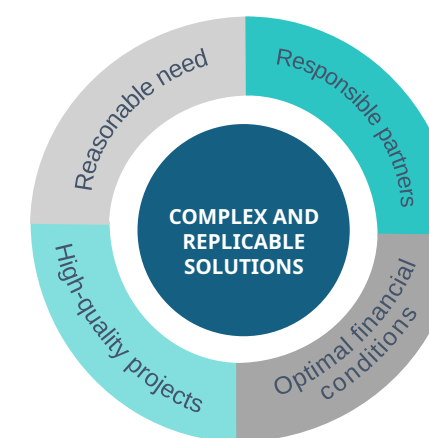 Reasonable need
Responsible partners
COMPLEX AND
REPLICABLE
SOLUTIONS
High-quality projects
Optimal financial
conditions